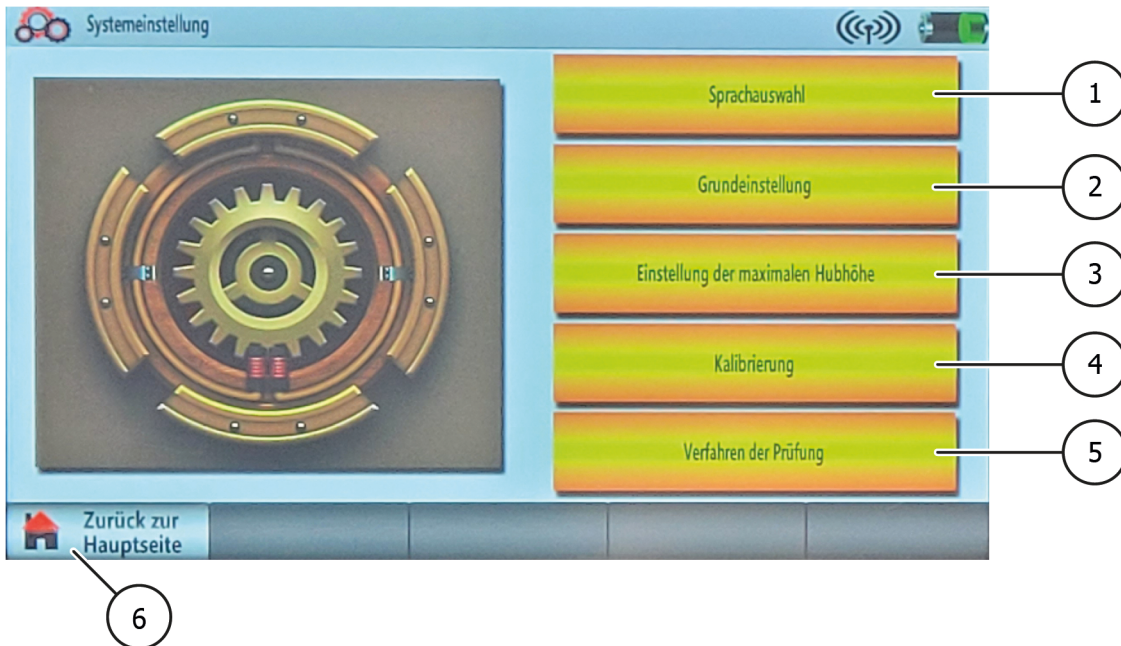 Systemeinstellung
Sprachauswahl
1
Grundeinstellung
2
Einstellung der maximalen Hubhöhe
3
Kalibrierung
4
Verfahren der Prüfung
5
Zurück zur
Hauptseite
6